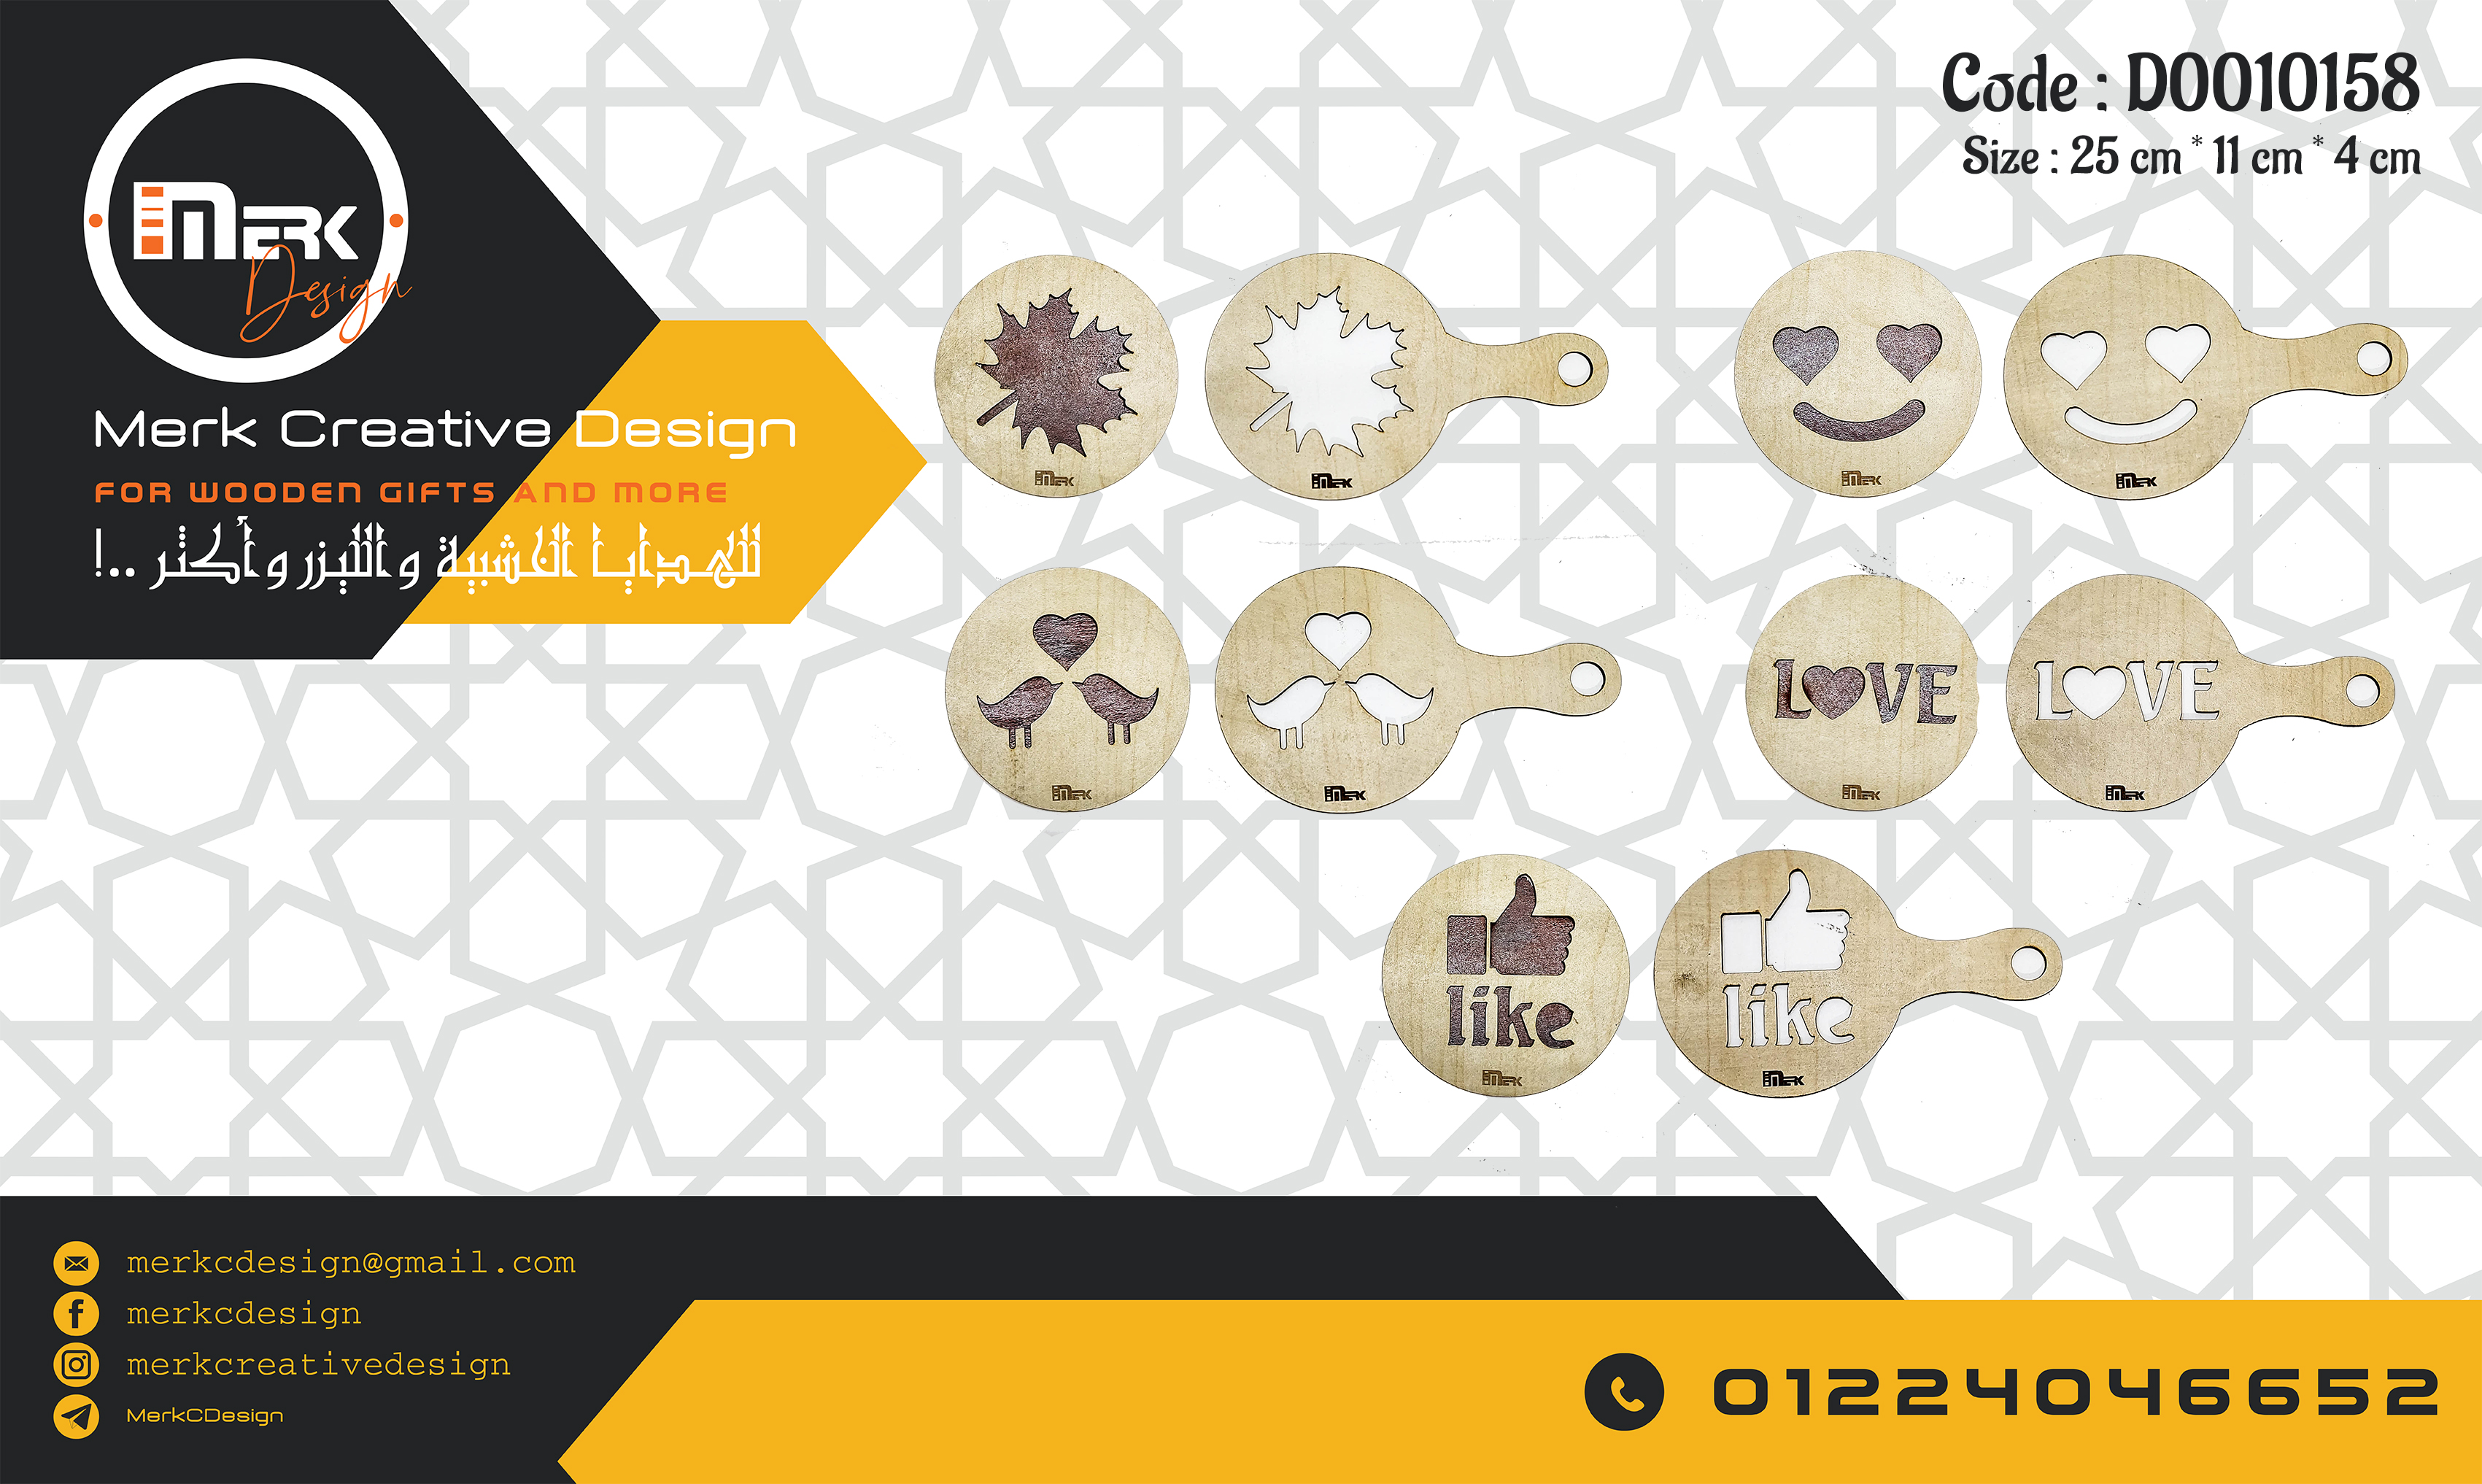 MERK
Design
Merk Creative Design
FOR WOODEN GIFTS AND MORE
للهدايا الخشبية والليزر وأكثر ..!
Code : D0010158
Size : 25 cm * 11 cm * 4 cm
MERK
MERK
MERK
MERK
LOVE
LOVE
MERK
MERK
MERK
MERK
like
like
MERK
MERK
merkcdesign@gmail.com
merkcdesign
merkcreativedesign
MerkCDesign
01224046652